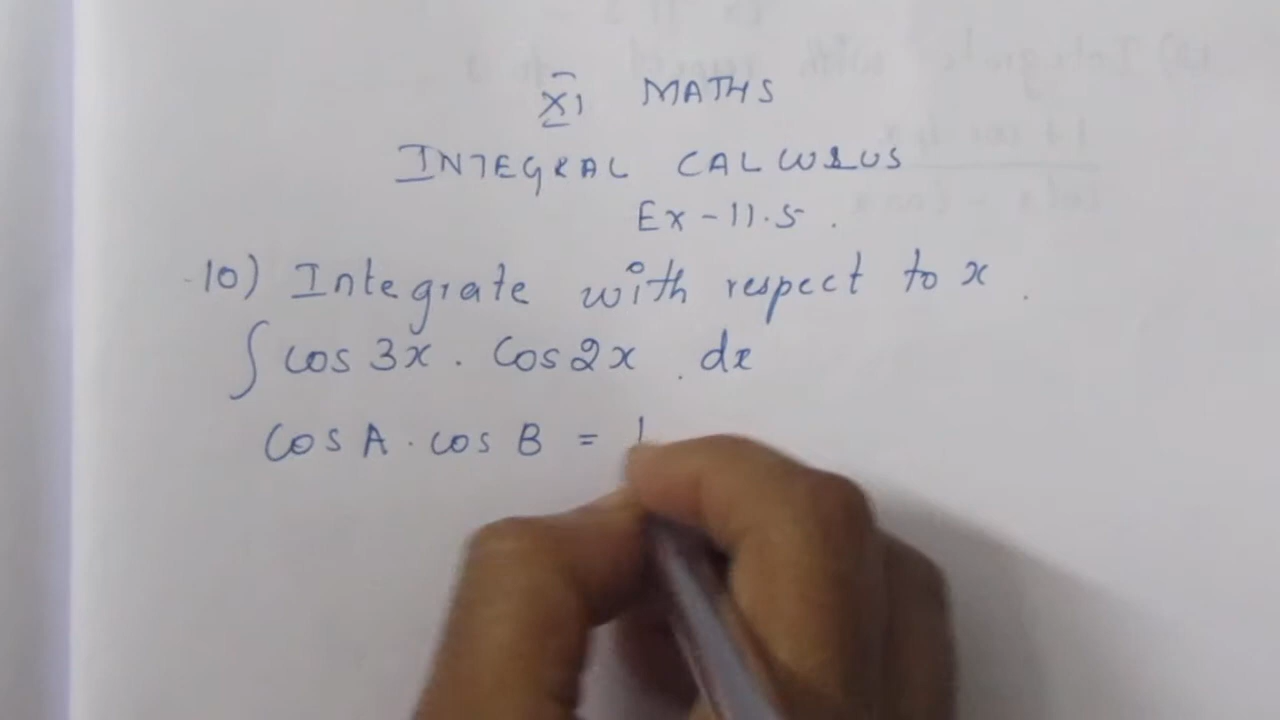 XI MATHS
INTEGRAL CALCULUS
Ex - 11.5.
10) Integrate with respect to x.
∫ cos 3x . cos 2x . dx
cos A . cos B =